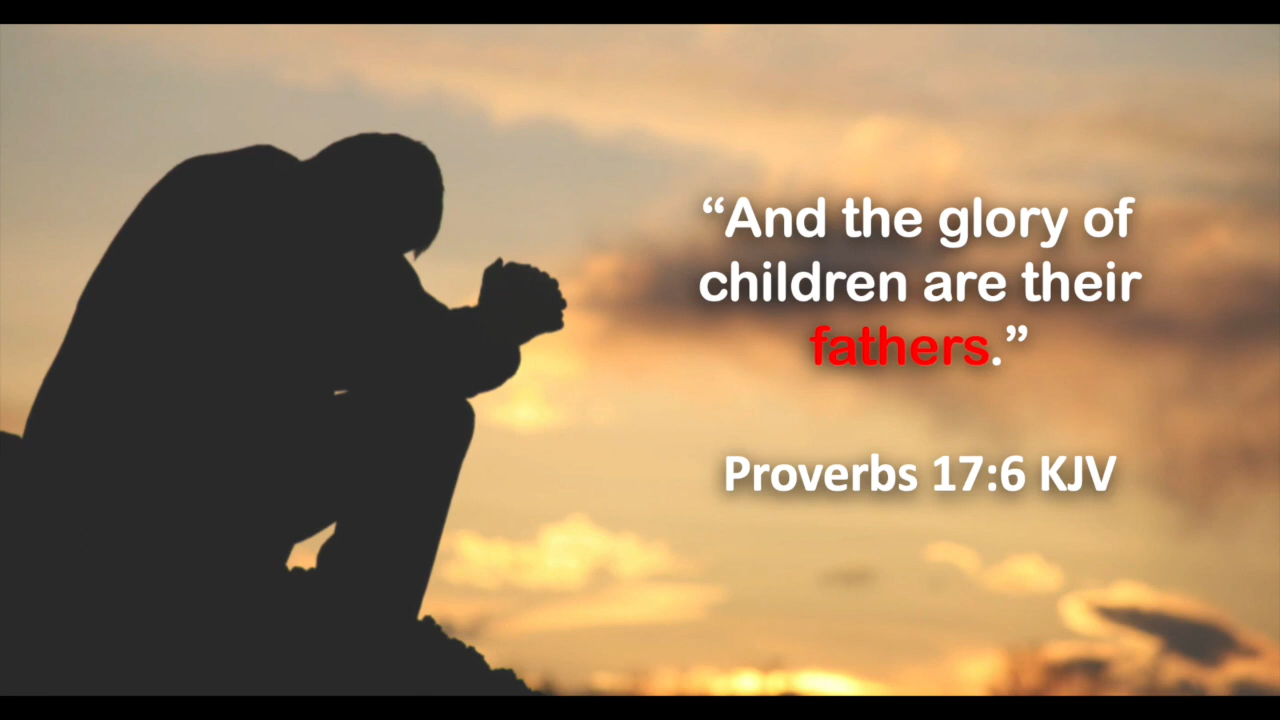 “And the glory of
children are their
fathers.”
Proverbs 17:6 KJV